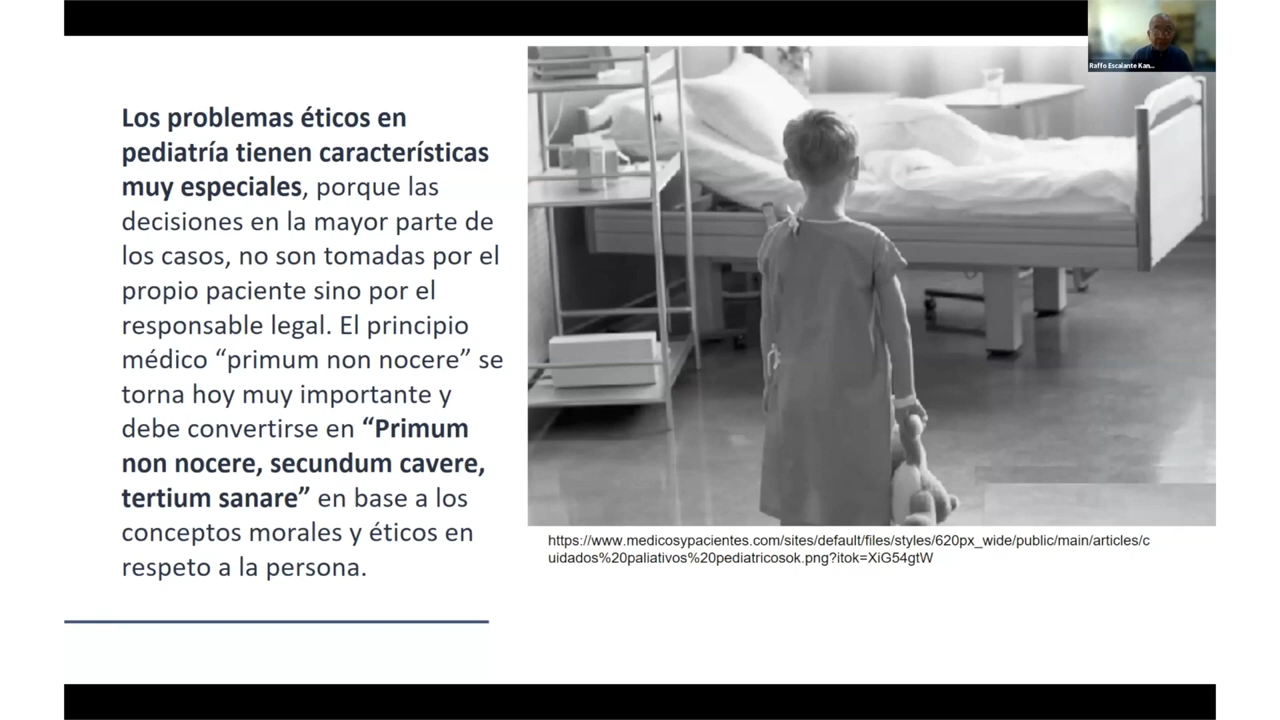 Raffo Escalante Kan...
Los problemas éticos en
pediatría tienen características
muy especiales, porque las
decisiones en la mayor parte de
los casos, no son tomadas por el
propio paciente sino por el
responsable legal. El principio
médico “primum non nocere” se
torna hoy muy importante y
debe convertirse en “Primum
non nocere, secundum cavere,
tertium sanare” en base a los
conceptos morales y éticos en
respeto a la persona.
https://www.medicosypacientes.com/sites/default/files/styles/620px_wide/public/main/articles/c
uidados%20paliativos%20pediatricosok.png?itok=XiG54gtW